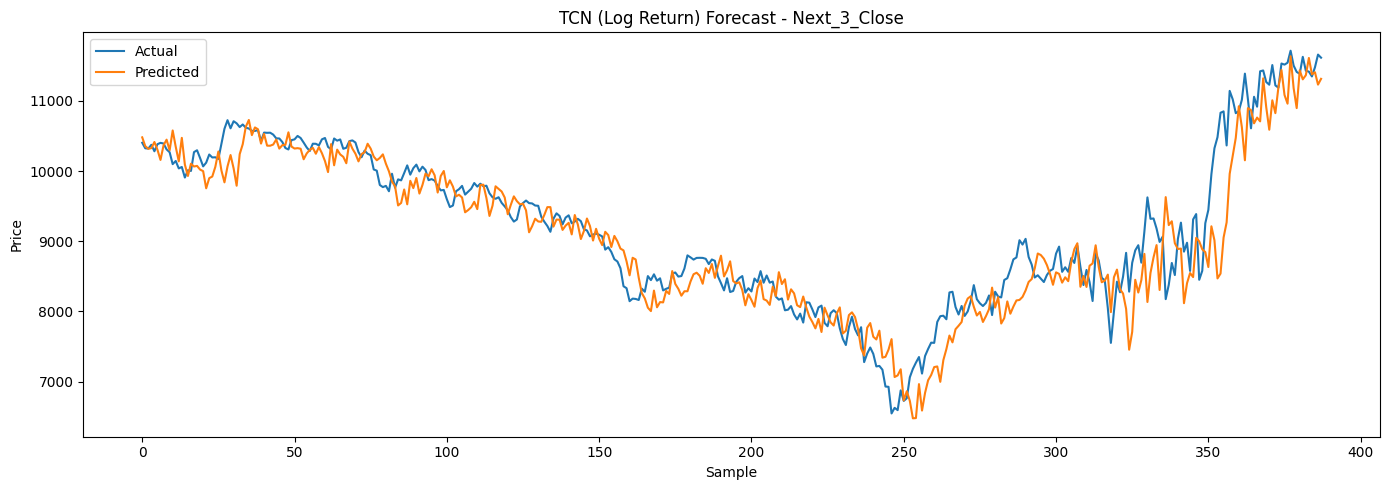 TCN (Log Return) Forecast - Next_3_Close
Actual
Predicted
Price
11000
10000
9000
8000
7000
0 50 100 150 200 250 300 350 400
Sample